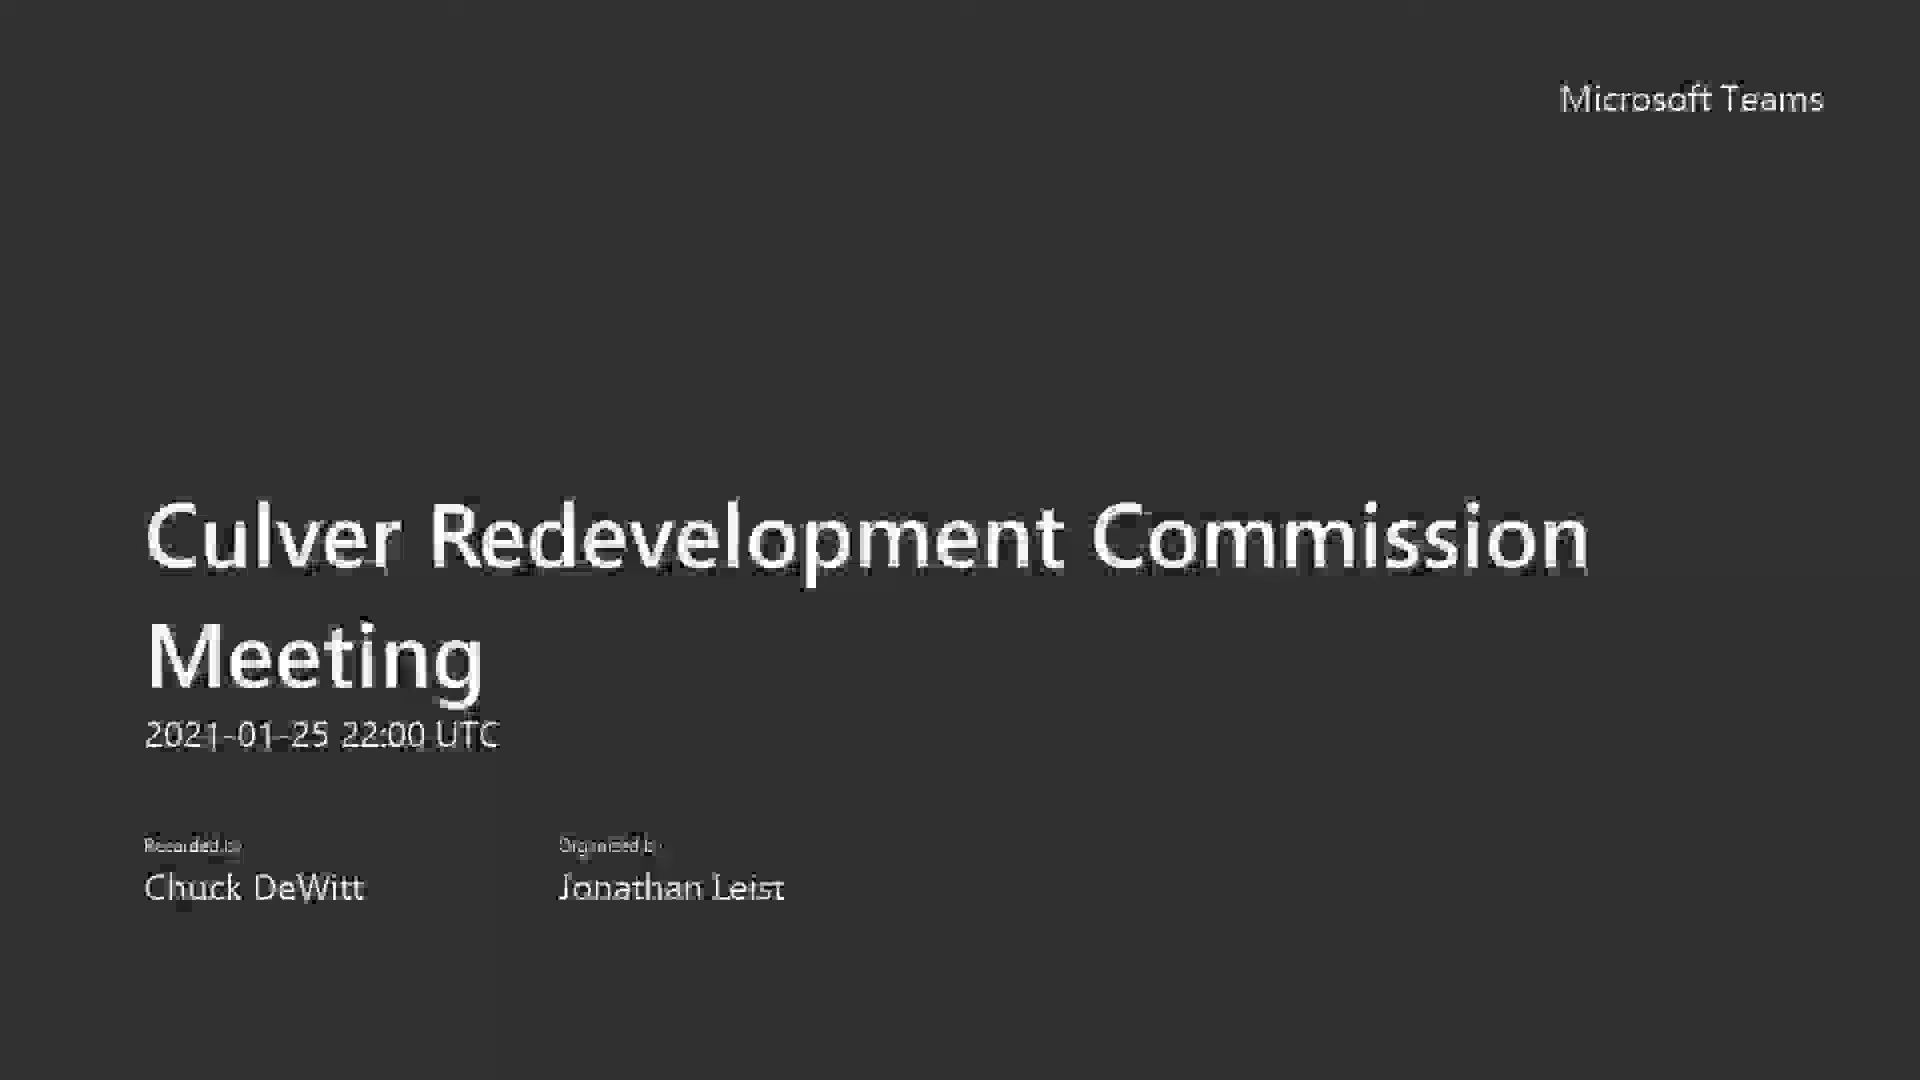 Microsoft Teams
Culver Redevelopment Commission
Meeting
2021-01-25 22:00 UTC
Recorded by
Organized by
Chuck DeWitt
Jonathan Leist